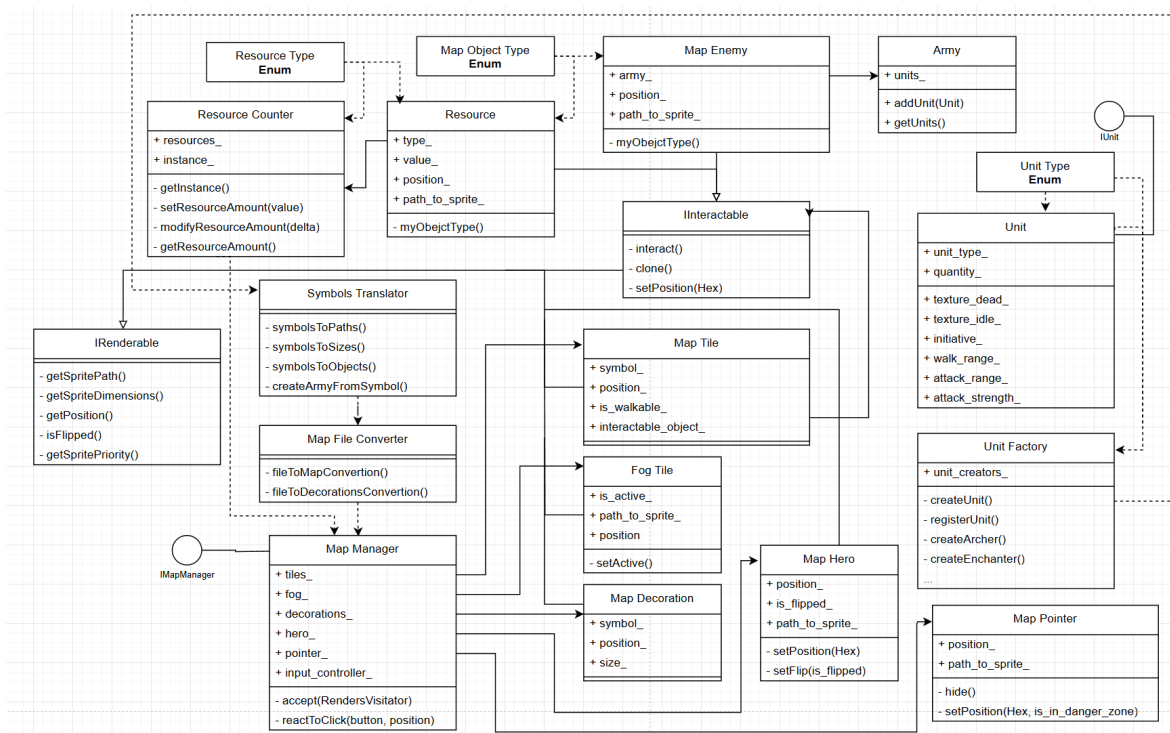 Resource Type
Enum
Map Object Type
Enum
Map Enemy
+ army_
+ position_
+ path_to_sprite_
- myObejctType()
Army
+ units_
+ addUnit(Unit)
+ getUnits()
IUnit
Resource Counter
+ resources_
+ instance_
- getInstance()
- setResourceAmount(value)
- modifyResourceAmount(delta)
- getResourceAmount()
Resource
+ type_
+ value_
+ position_
+ path_to_sprite_
- myObjctType()
Unit Type
Enum
IInteractable
- interact()
- clone()
- setPosition(Hex)
Unit
+ unit_type_
+ quantity_
+ texture_dead_
+ texture_idle_
+ initiative_
+ walk_range_
+ attack_range_
+ attack_strength_
Symbols Translator
- symbolsToPaths()
- symbolsToSizes()
- symbolsToObjects()
- createArmyFromSymbol()
IRenderable
- getSpritePath()
- getSpriteDimensions()
- getPosition()
- isFlipped()
- getSpritePriority()
Map Tile
+ symbol_
+ position_
+ is_walkable_
+ interactable_object_
Map File Converter
- fileToMapConvertion()
- fileToDecorationsConvertion()
Unit Factory
+ unit_creators_
- createUnit()
- registerUnit()
- createArcher()
- createEnchanter()
...
Fog Tile
+ is_active_
+ path_to_sprite_
+ position
- setActive()
IMapManager
Map Manager
+ tiles_
+ fog_
+ decorations_
+ hero_
+ pointer_
+ input_controller_
- accept(RendersVisitator)
- reactToClick(button, position)
Map Hero
+ position_
+ is_flipped_
+ path_to_sprite_
- setPosition(Hex)
- setFlip(is_flipped)
Map Decoration
+ symbol_
+ position_
+ size_
Map Pointer
+ position_
+ path_to_sprite_
- hide()
- setPosition(Hex, is_in_danger_zone)